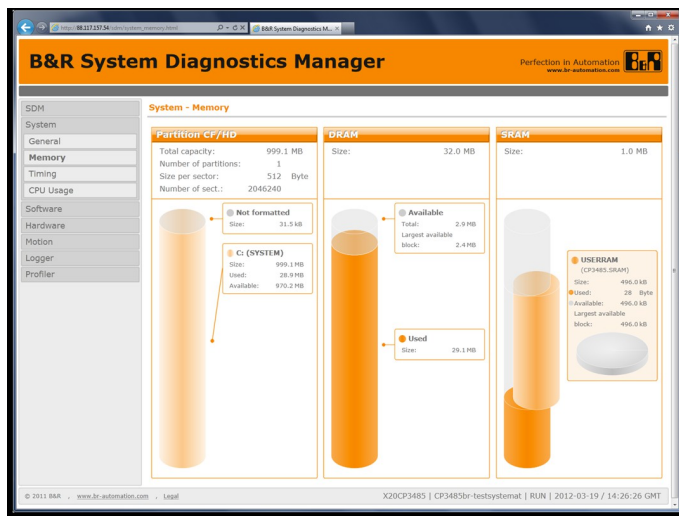 http://88.117.157.54/sdm/system_memory.html
B&R System Diagnostics M...
B&R System Diagnostics Manager
Perfection in Automation
www.br-automation.com
B&R
SDM
System
General
Memory
Timing
CPU Usage
Software
Hardware
Motion
Logger
Profiler
System - Memory
Partition CF/HD
Total capacity: 999.1 MB
Number of partitions: 1
Size per sector: 512 Byte
Number of sect.: 2046240
Not formatted
Size: 31.5 kB
C: (SYSTEM)
Size: 999.1 MB
Used: 28.9 MB
Available: 970.2 MB
DRAM
Size: 32.0 MB
Available
Total: 2.9 MB
Largest available
block: 2.4 MB
Used
Size: 29.1 MB
SRAM
Size: 1.0 MB
USERRAM
(CP3485.SRAM)
Size: 496.0 kB
Used: 28 Byte
Available: 496.0 kB
Largest available
block: 496.0 kB
© 2011 B&R . www.br-automation.com . Legal
X20CP3485 | CP3485br-testsystemat | RUN | 2012-03-19 / 14:26:26 GMT